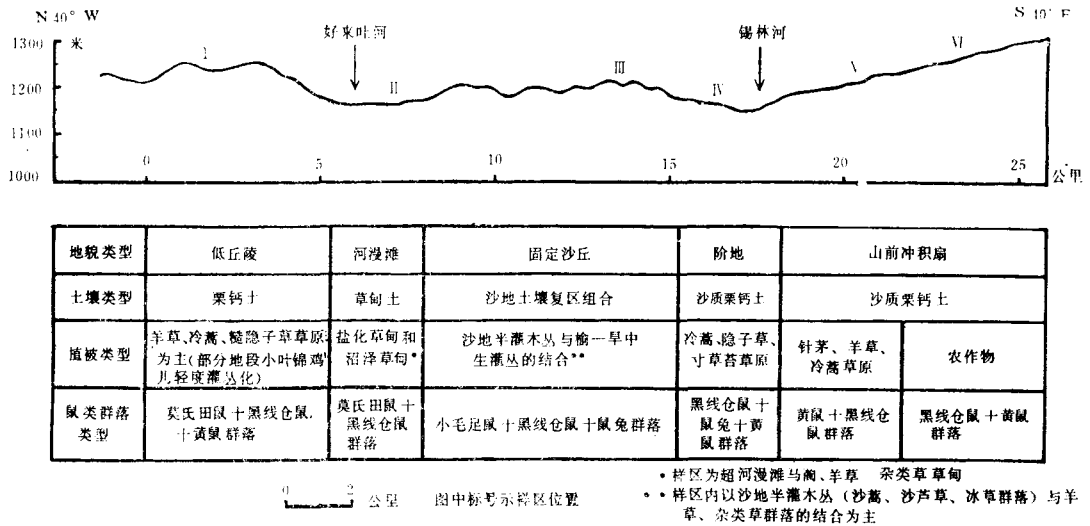 N 40° W
S 40° E
好来吐河
锡林河
1300 米
1200
1100
1000
I
II
III
IV
V
VI
0 5 10 15 20 25
公里
地貌类型 低丘陵 河漫滩 固定沙丘 阶地 山前冲积扇
土壤类型 栗钙土 草甸土 沙地土壤复区组合 沙质栗钙土 沙质栗钙土
植被类型
羊草、冷蒿、糙隐子草草原
为主(部分地段小叶锦鸡
儿轻度灌丛化)
盐化草甸和
沼泽草甸*
沙地半灌木丛与榆一旱中
生灌丛的结合**
冷蒿、隐子草、
寸草苔草原
针茅、羊草、
冷蒿草原
农作物
鼠类群落
类型
莫氏田鼠十黑线仓鼠
十黄鼠群落
莫氏田鼠十
黑线仓鼠
群落
小毛足鼠十黑线仓鼠十鼠兔群落
黑线仓鼠十
鼠兔十黄
鼠群落
黄鼠十黑线仓
鼠群落
黑线仓鼠十黄鼠
群落
0 2 公里 图中标号示样区位置
*样区为超河漫滩马蔺、羊草 杂类草草甸
**样区内以沙地半灌木丛(沙蒿、沙芦草、冰草群落)与羊
草、杂类草群落的结合为主